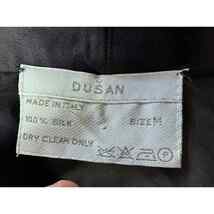 DUSAN
MADE IN ITALY
100 % SILK SIZE M
DRY CLEAN ONLY